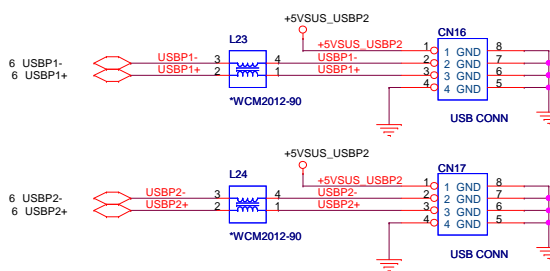 L23
+5VSUS_USBP2
CN16
+5VSUS_USBP2
1 GND 8
6 USBP1- USBP1- 3 4 USBP1- 2 2 GND 7
6 USBP1+ USBP1+ 2 1 USBP1+ 3 3 GND 6
4 4 GND 5
*WCM2012-90
USB CONN
L24
+5VSUS_USBP2
CN17
+5VSUS_USBP2 1 1 GND 8
6 USBP2- USBP2- 3 4 USBP2- 2 2 GND 7
6 USBP2+ USBP2+ 2 1 USBP2+ 3 3 GND 6
4 4 GND 5
*WCM2012-90
USB CONN